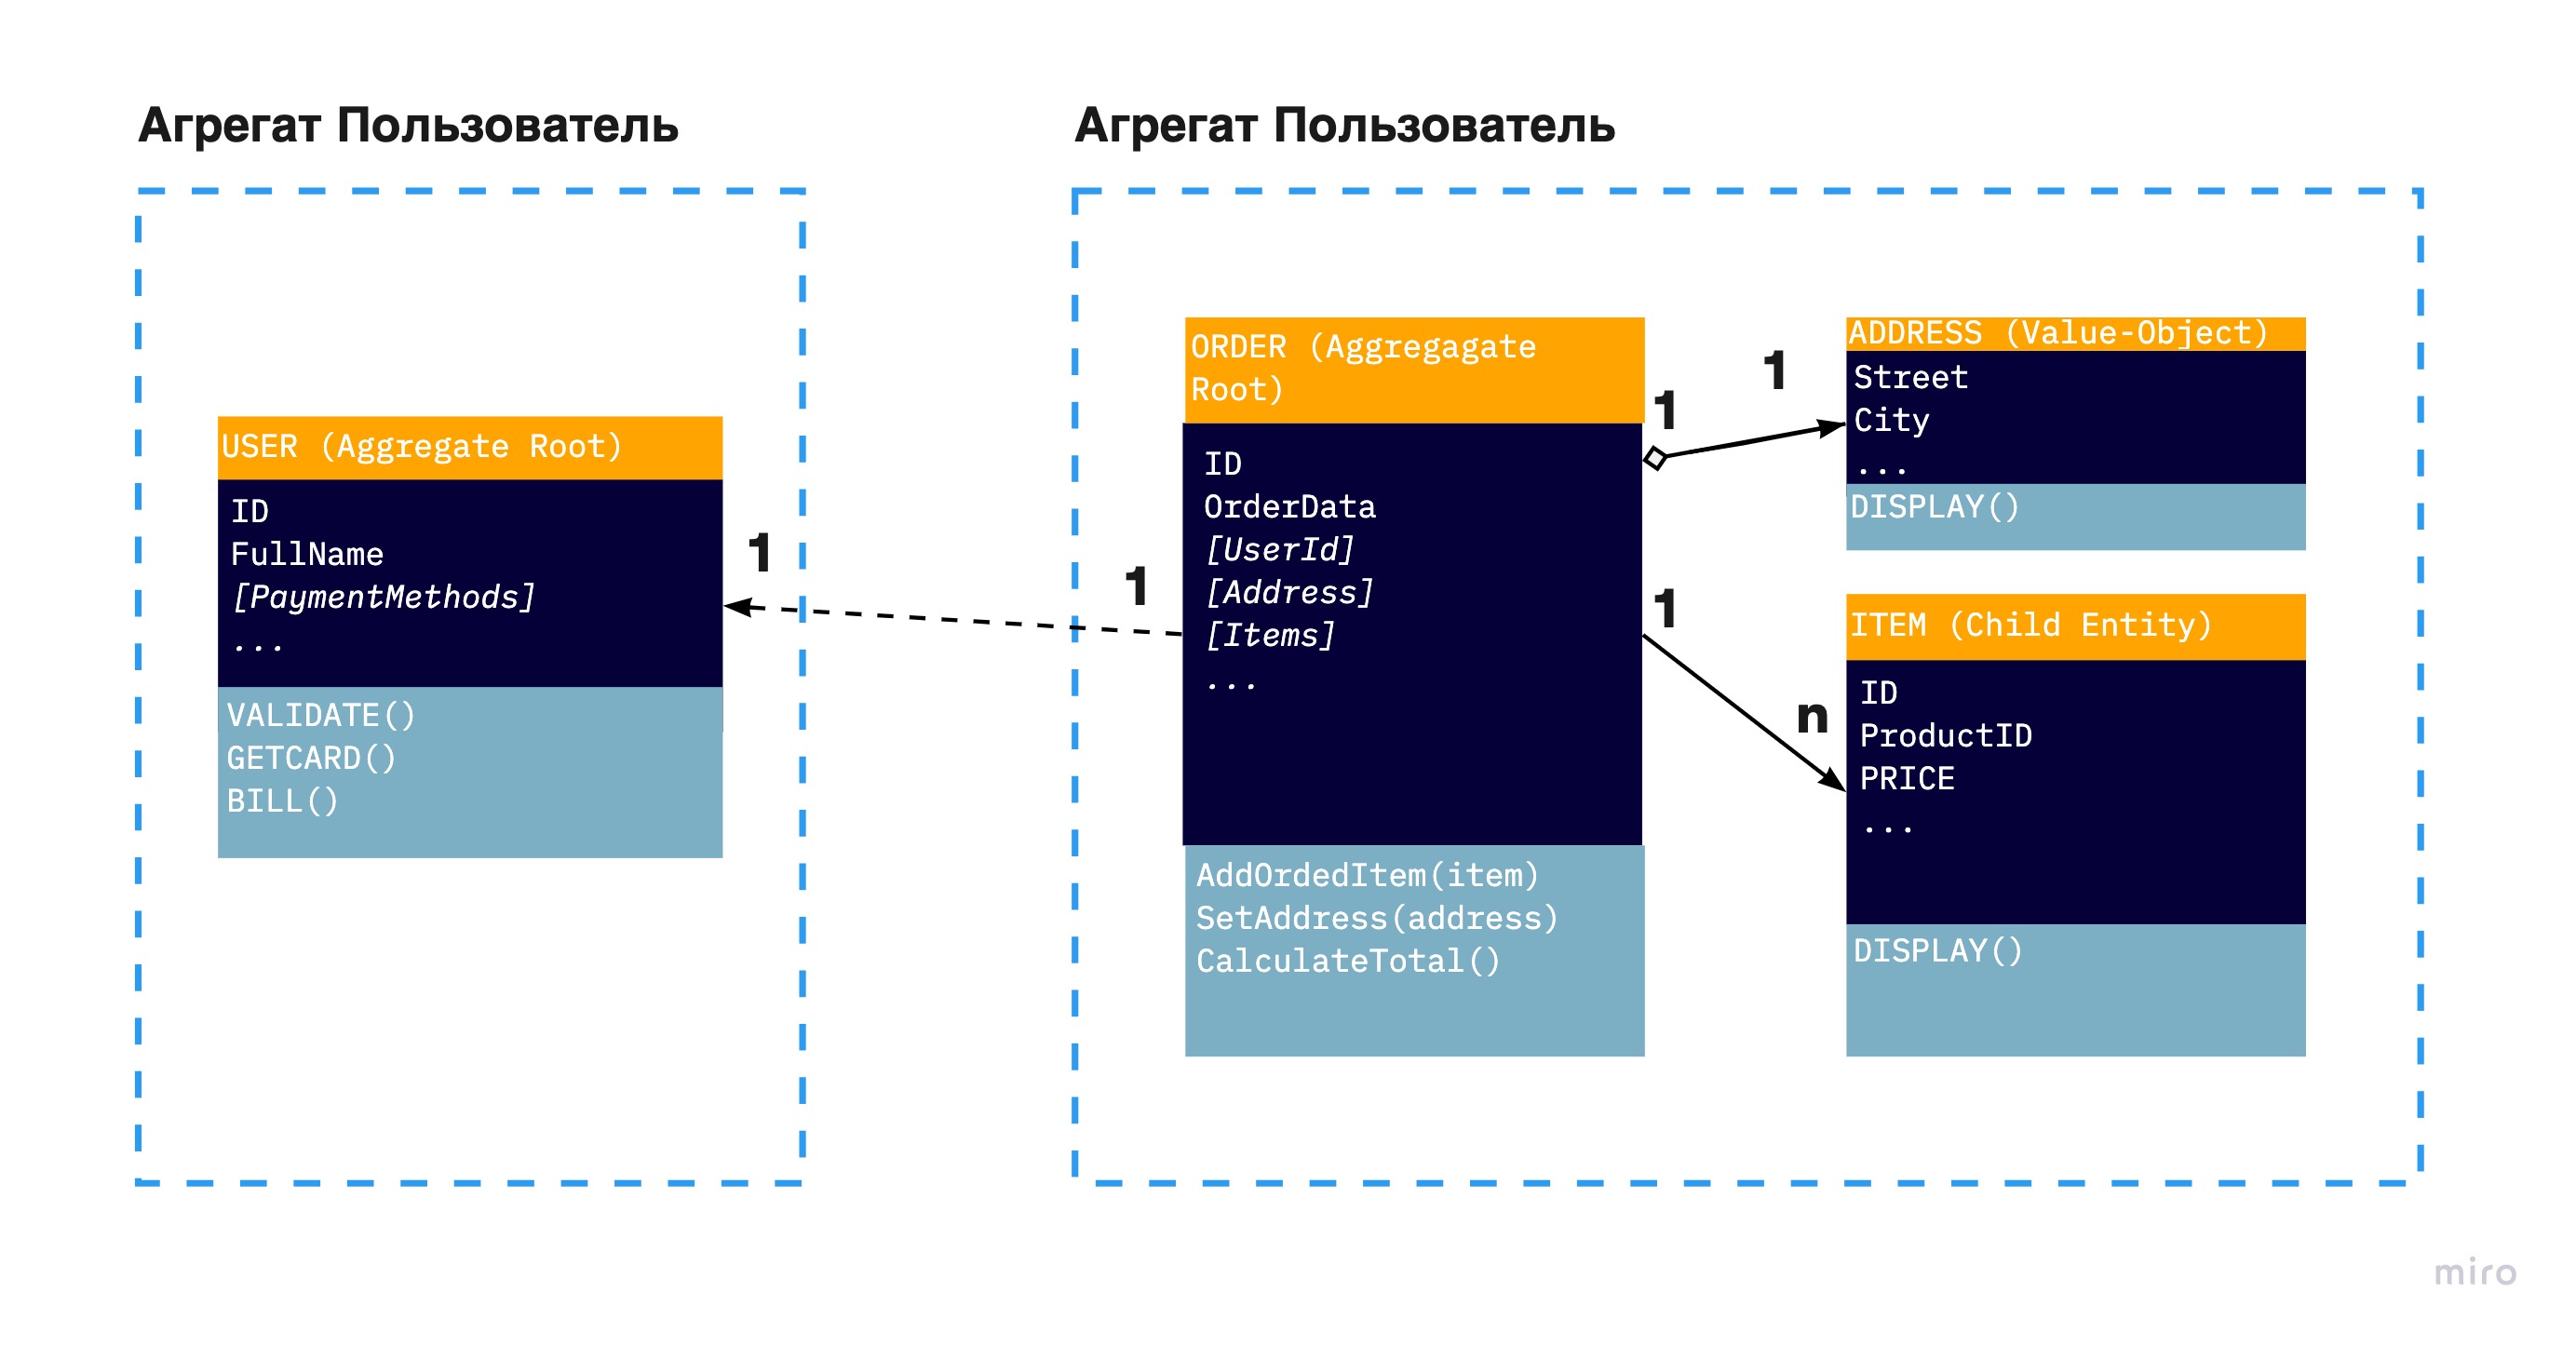 Агрегат Пользователь
USER (Aggregate Root)
ID
FullName
[PaymentMethods]
...
VALIDATE()
GETCARD()
BILL()
1
1
Агрегат Пользователь
ORDER (Aggregagate
Root)
ID
OrderData
[UserId]
[Address]
[Items]
...
AddOrdedItem(item)
SetAddress(address)
CalculateTotal()
1
1
ADDRESS (Value-Object)
Street
City
...
DISPLAY()
1
n
ITEM (Child Entity)
ID
ProductID
PRICE
...
DISPLAY()
miro